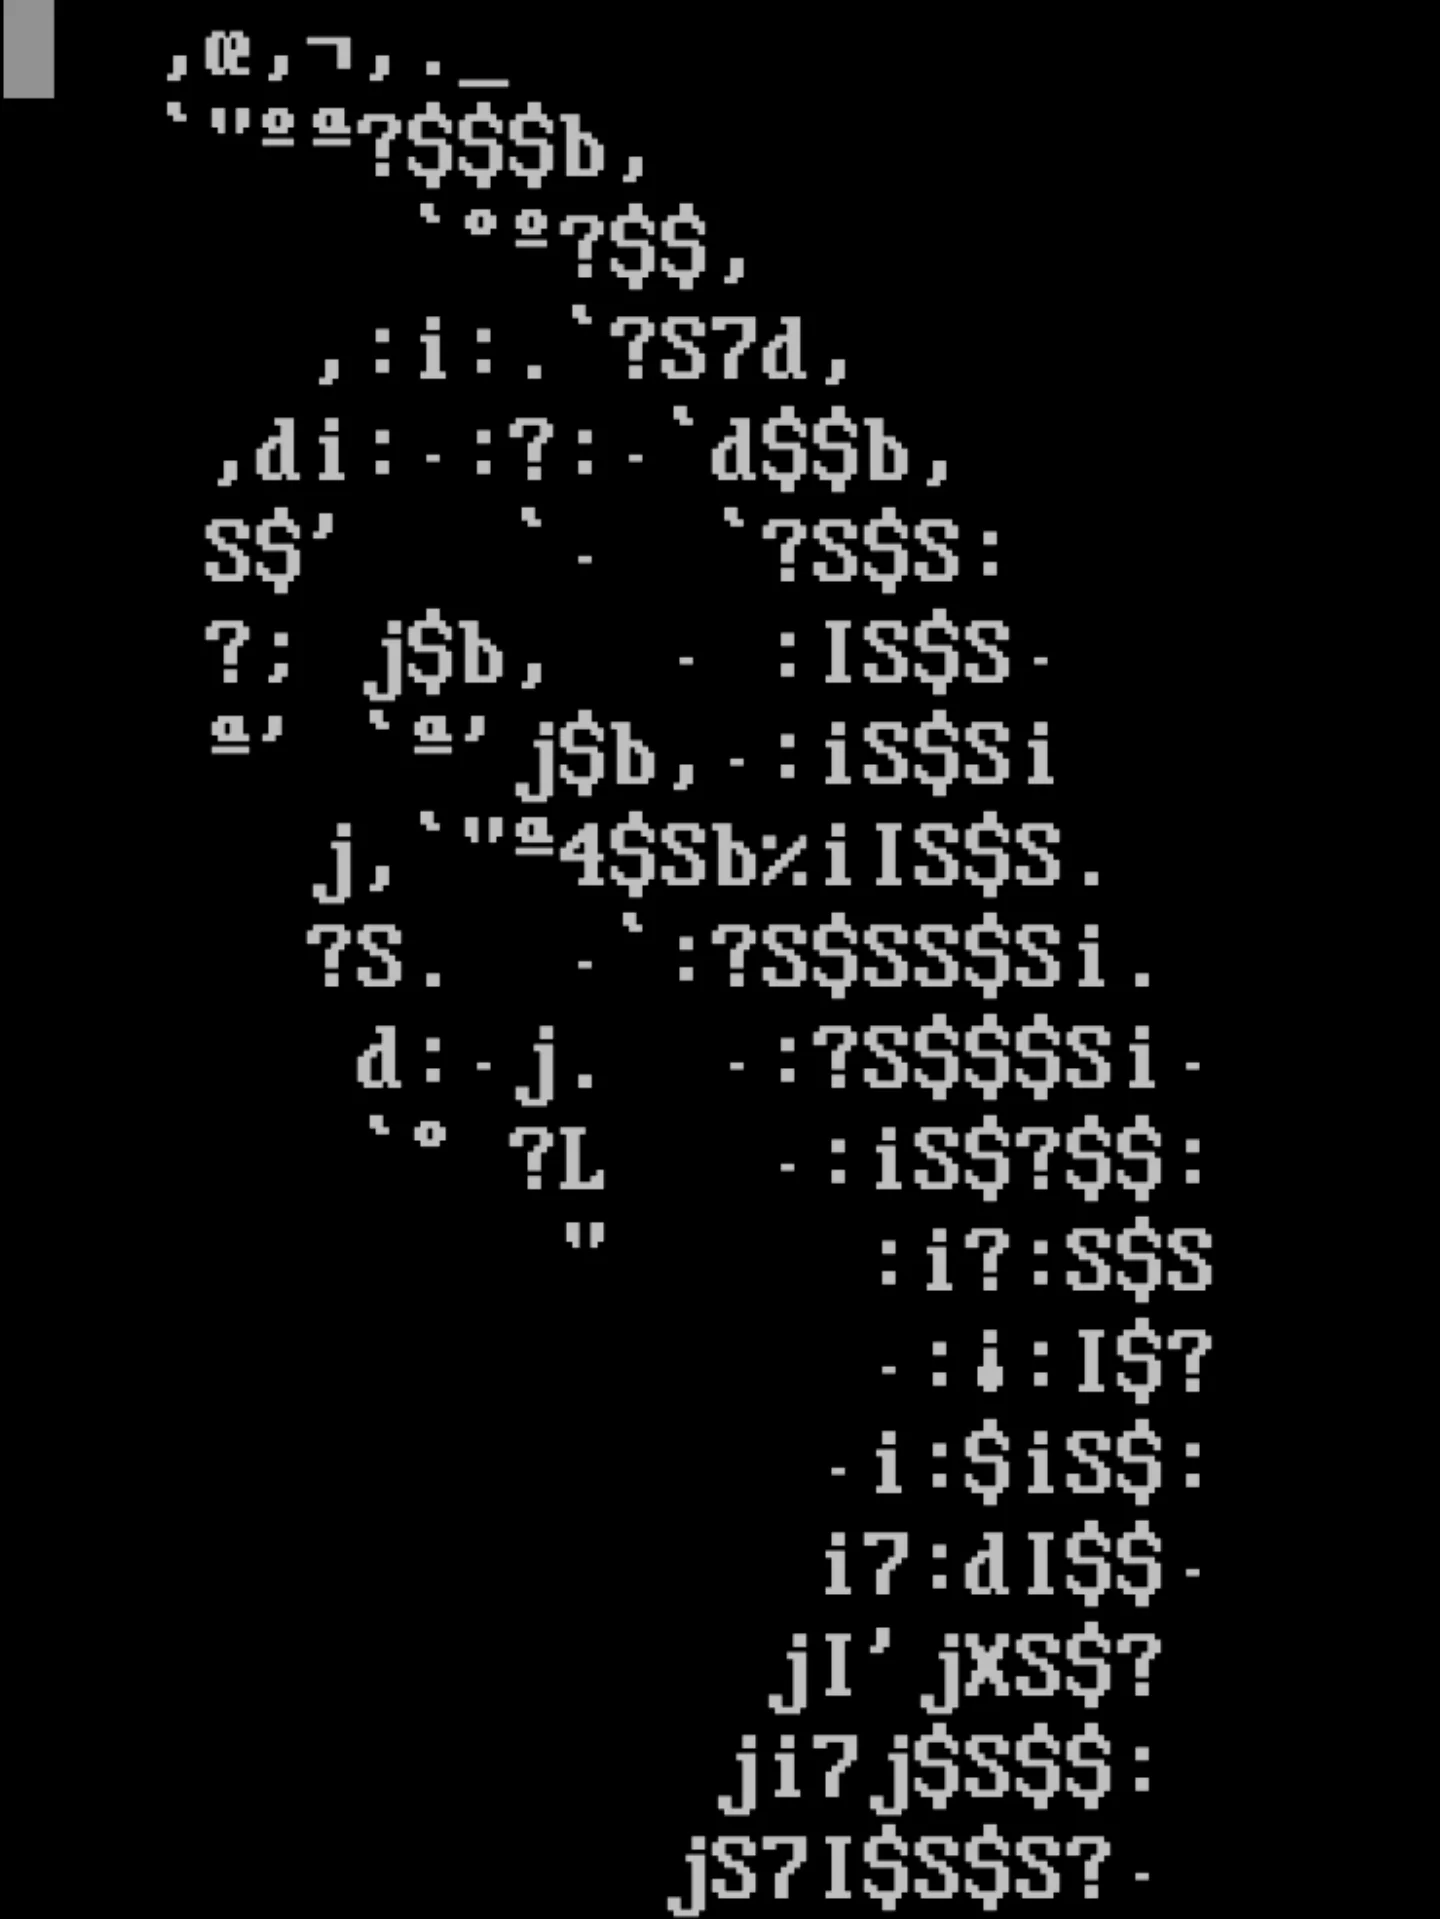 ,œ,¬,._
`"ºª?$$$b,
`°º?$$,
,:i:.`?S7d,
,di:-:?:-`d$$b,
S$' ` - `?S$S:
?; j$b, - :IS$S-
ª' `ª' j$b,-:iS$Si
j,`"ª4$Sb%iIS$S.
?S. -`:?S$SS$Si.
d:-j. -:?S$$$$Si-
`° ?L -:iS$?$$:
" :i?:S$S
-:i:I$?
-i:$iS$:
i7:dI$$-
jI'jXS$?
ji7j$S$$:
jS7I$S$S?-